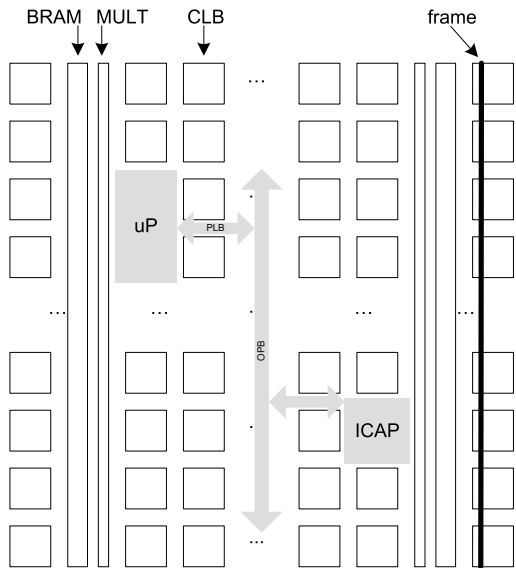 BRAM MULT CLB frame
...
uP
PLB
... ... ... ...
OPB
ICAP
...